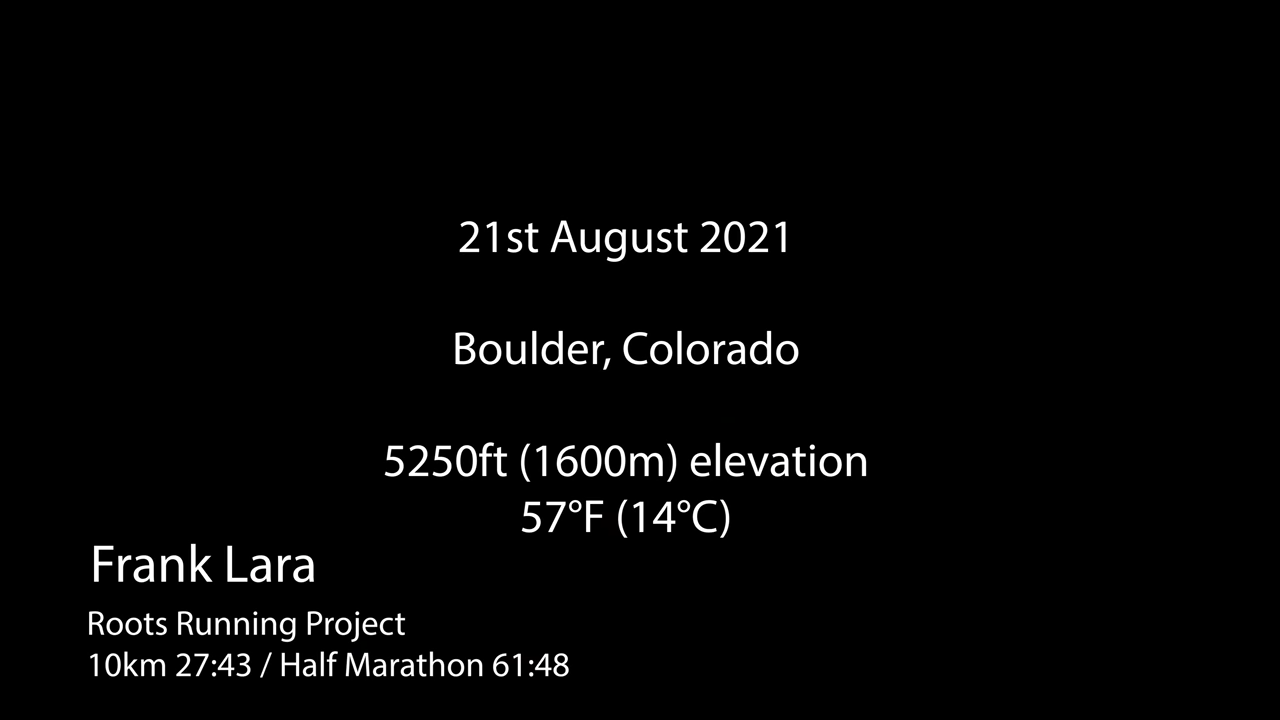 21st August 2021
Boulder, Colorado
5250ft (1600m) elevation
57°F (14°C)
Frank Lara
Roots Running Project
10km 27:43 / Half Marathon 61:48